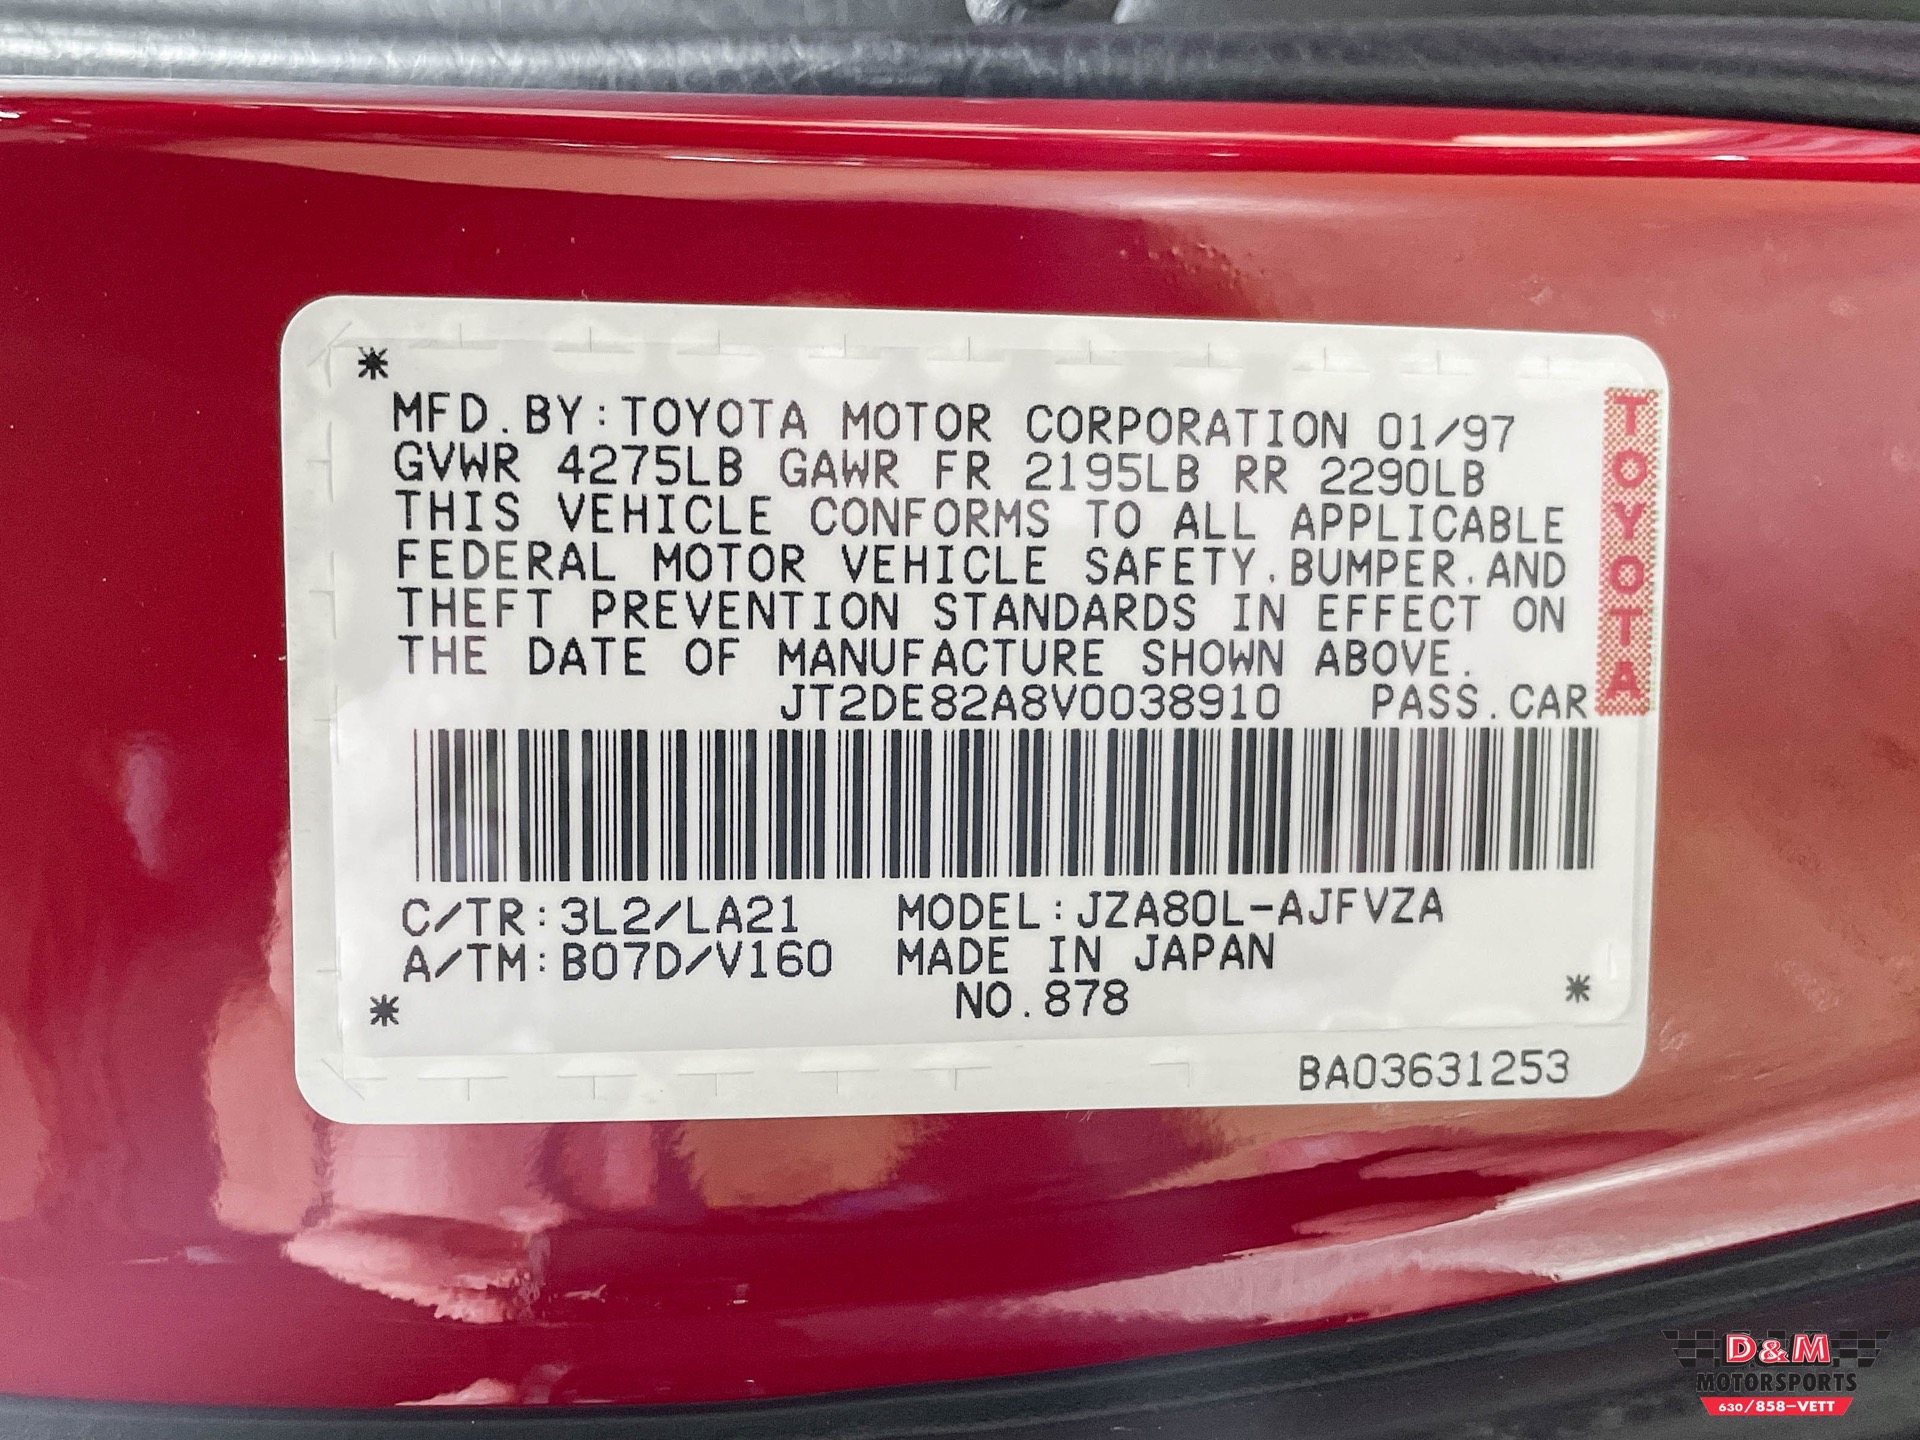 *
MFD.BY:TOYOTA MOTOR CORPORATION 01/97
GVWR 4275LB GAWR FR 2195LB RR 2290LB
THIS VEHICLE CONFORMS TO ALL APPLICABLE
FEDERAL MOTOR VEHICLE SAFETY,BUMPER,AND
THEFT PREVENTION STANDARDS IN EFFECT ON
THE DATE OF MANUFACTURE SHOWN ABOVE.
JT2DE82A8V0038910 PASS.CAR
TOYOTA
C/TR:3L2/LA21 MODEL:JZA80L-AJFVZA
A/TM:B07D/V160 MADE IN JAPAN
* NO.878 *
BA03631253
D&M
MOTORSPORTS
630/858-VETT